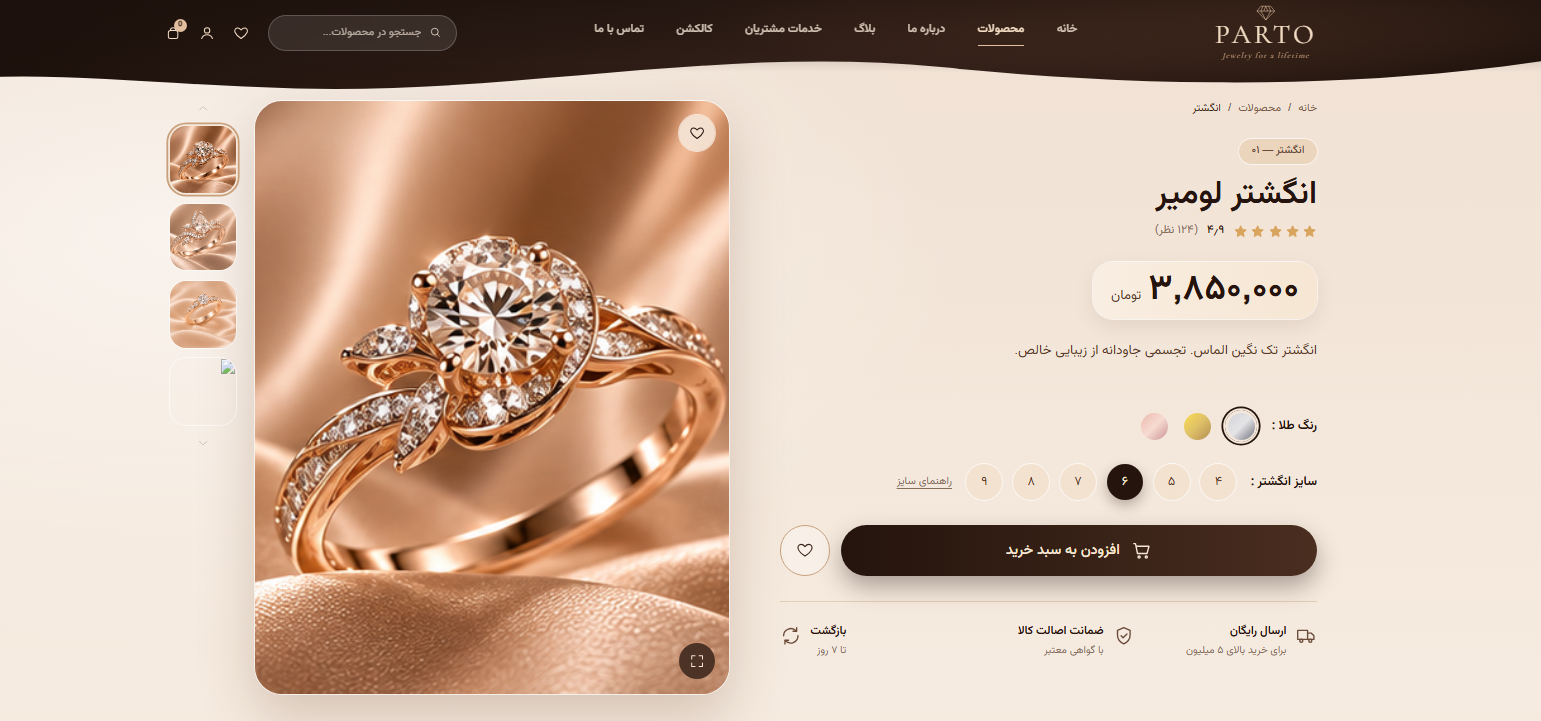 PARTO
Jewelry for a lifetime
خانه
محصولات
درباره ما
بلاگ
خدمات مشتریان
کالکشن
تماس با ما
جستجو در محصولات...
0
خانه / محصولات / انگشتر
انگشتر — ۰۱
انگشتر لومیر
۴٫۹ (۱۲۴ نظر)
۳,۸۵۰,۰۰۰ تومان
انگشتر تک نگین الماس. تجسمی جاودانه از زیبایی خالص.
رنگ طلا :
سایز انگشتر : ۴ ۵ ۶ ۷ ۸ ۹ راهنمای سایز
افزودن به سبد خرید
ارسال رایگان
برای خرید بالای ۵ میلیون
ضمانت اصالت کالا
با گواهی معتبر
بازگشت
تا ۷ روز